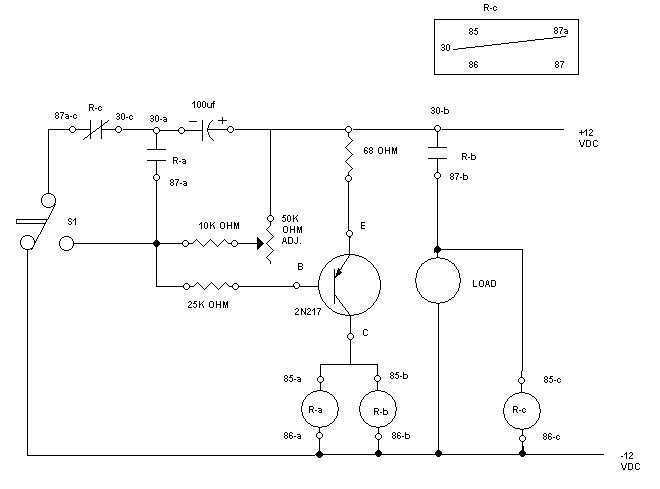 R-c
85
87a
30
86
87
100uf
R-c
87a-c
30-c
30-a
− +
30-b
+12
VDC
68 OHM
R-a
R-b
87-a
87-b
S1
50K
OHM
ADJ.
10K OHM
E
B
LOAD
25K OHM
2N217
C
85-a
85-b
85-c
R-a
R-b
R-c
86-a
86-b
86-c
-12
VDC